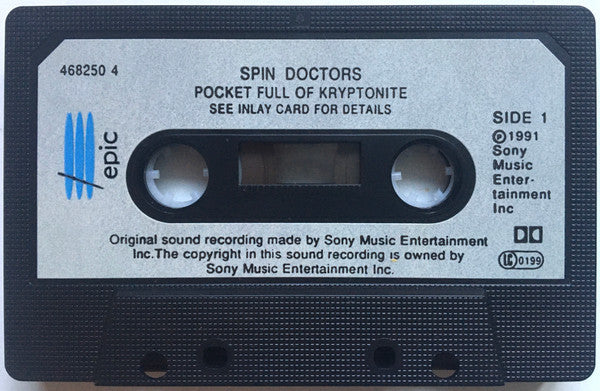 468250 4
SPIN DOCTORS
POCKET FULL OF KRYPTONITE
SEE INLAY CARD FOR DETAILS
epic
SIDE 1
℗1991
Sony
Music
Enter-
tainment
Inc
Original sound recording made by Sony Music Entertainment
Inc.The copyright in this sound recording is owned by
Sony Music Entertainment Inc.
LC 0199